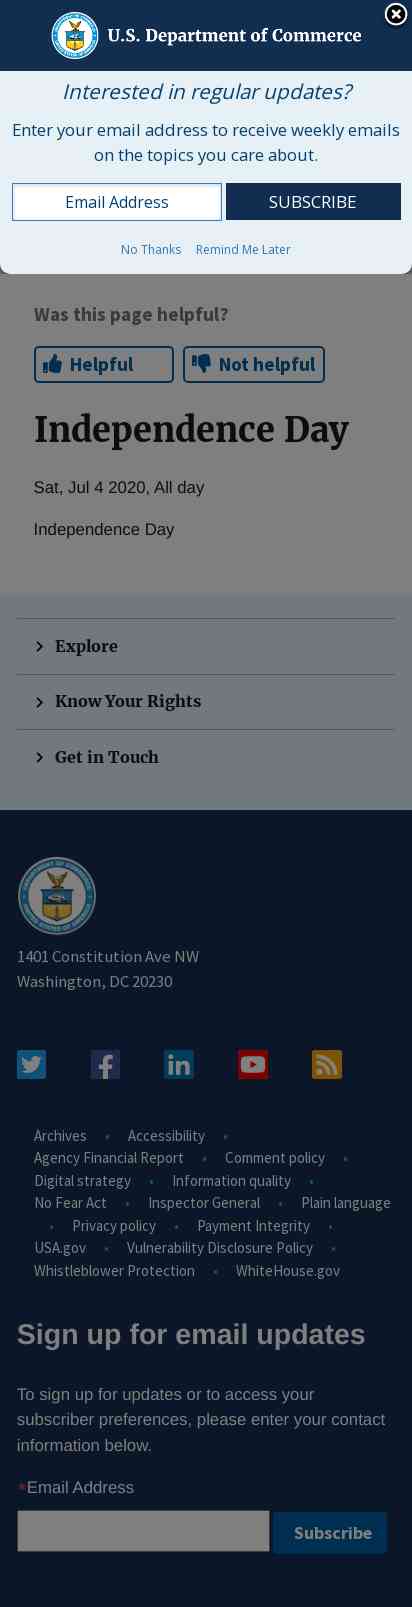 U.S. Department of Commerce
Interested in regular updates?
Enter your email address to receive weekly emails
on the topics you care about.
Email Address SUBSCRIBE
No Thanks Remind Me Later
Was this page helpful?
Helpful Not helpful
Independence Day
Sat, Jul 4 2020, All day
Independence Day
Explore
Know Your Rights
Get in Touch
1401 Constitution Ave NW
Washington, DC 20230
Archives • Accessibility •
Agency Financial Report • Comment policy •
Digital strategy • Information quality •
No Fear Act • Inspector General • Plain language
• Privacy policy • Payment Integrity •
USA.gov • Vulnerability Disclosure Policy •
Whistleblower Protection • WhiteHouse.gov
Sign up for email updates
To sign up for updates or to access your
subscriber preferences, please enter your contact
information below.
*Email Address
Subscribe